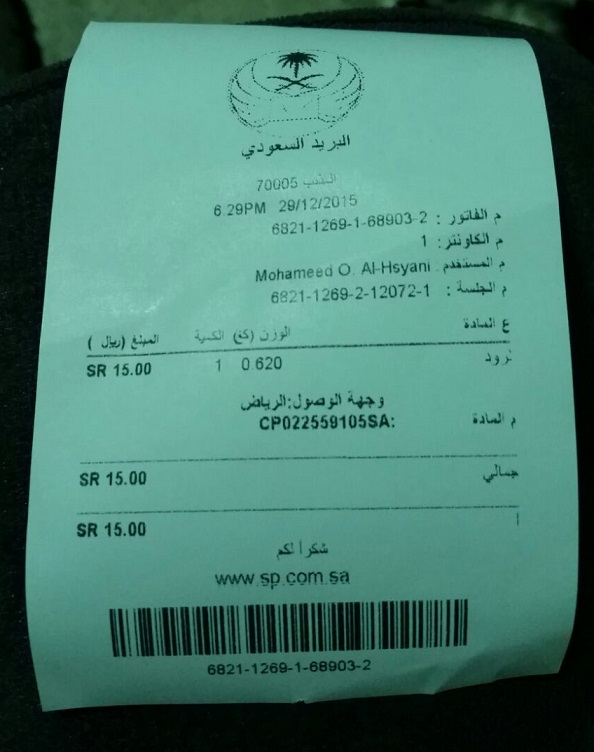 البريد السعودي
70005
6:29PM 29/12/2015
م الفاتور : 6821-1269-1-68903-2
م الكاونتر: 1
م المستخدم Mohameed O. Al-Hsyani
م الجلسة : 6821-1269-2-12072-1
ع المادة الوزن (كغ) الكمية المبلغ (ريال )
رود 0.620 1 SR 15.00
وجهة الوصول:الرياض
م المادة :CP022559105SA
جمالي SR 15.00
SR 15.00
شكرا لكم
www.sp.com.sa
6821-1269-1-68903-2